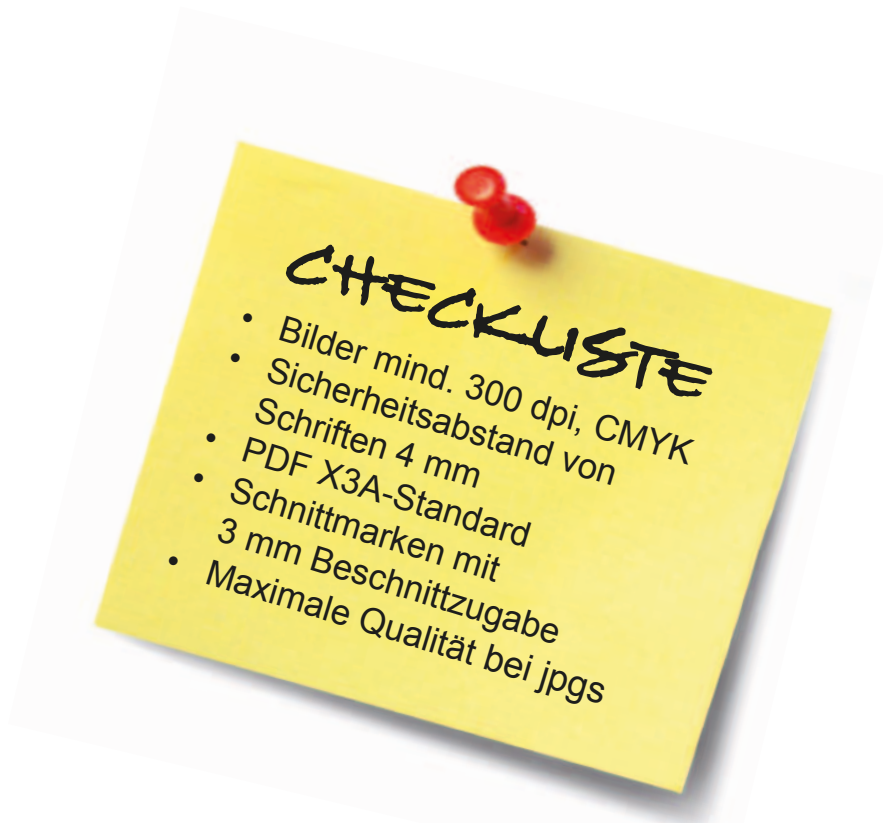 CHECKLISTE
• Bilder mind. 300 dpi, CMYK
• Sicherheitsabstand von
Schriften 4 mm
• PDF X3A-Standard
• Schnittmarken mit
3 mm Beschnittzugabe
• Maximale Qualität bei jpgs